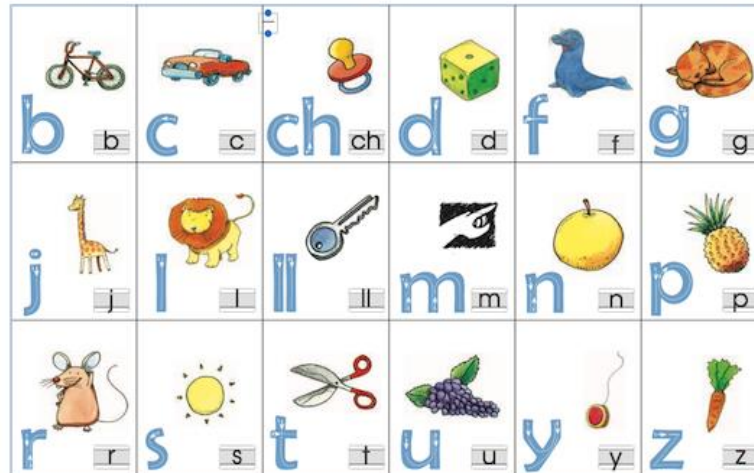 b b c c ch ch d d f f g g
j j l l ll ll m m n n p p
r r s s t t u u y y z z